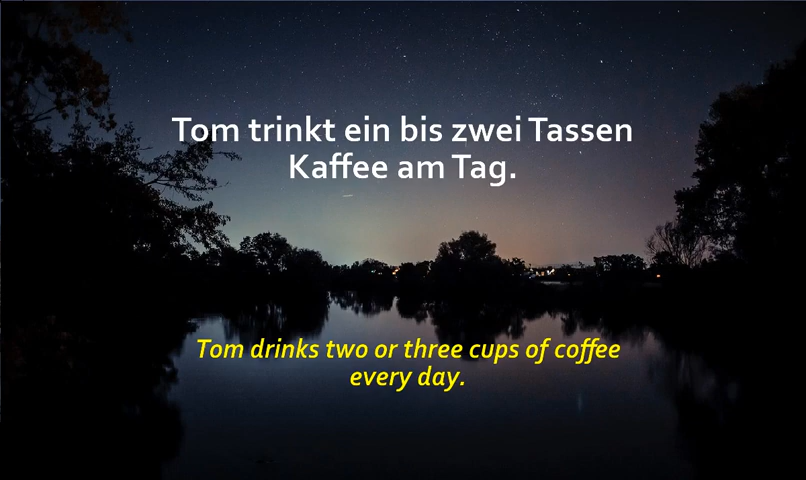 Tom trinkt ein bis zwei Tassen
Kaffee am Tag.
Tom drinks two or three cups of coffee
every day.